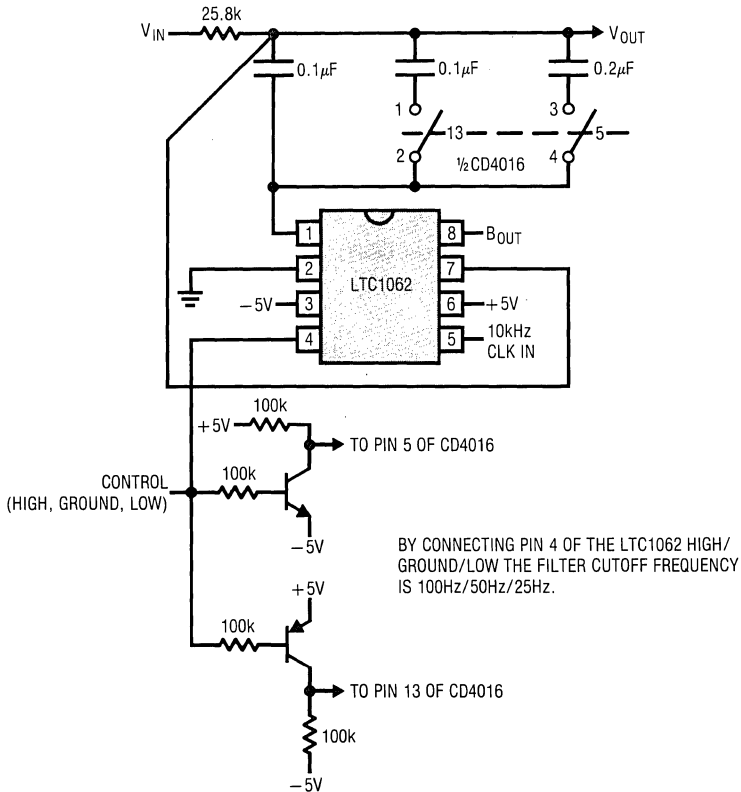 25.8k
VIN
VOUT
0.1µF
0.1µF
0.2µF
1
3
13
5
2
½CD4016
4
1
8
BOUT
2
7
LTC1062
−5V
3
6
+5V
4
5
10kHz
CLK IN
100k
+5V
TO PIN 5 OF CD4016
100k
CONTROL
(HIGH, GROUND, LOW)
−5V
BY CONNECTING PIN 4 OF THE LTC1062 HIGH/
GROUND/LOW THE FILTER CUTOFF FREQUENCY
IS 100Hz/50Hz/25Hz.
+5V
100k
TO PIN 13 OF CD4016
100k
−5V